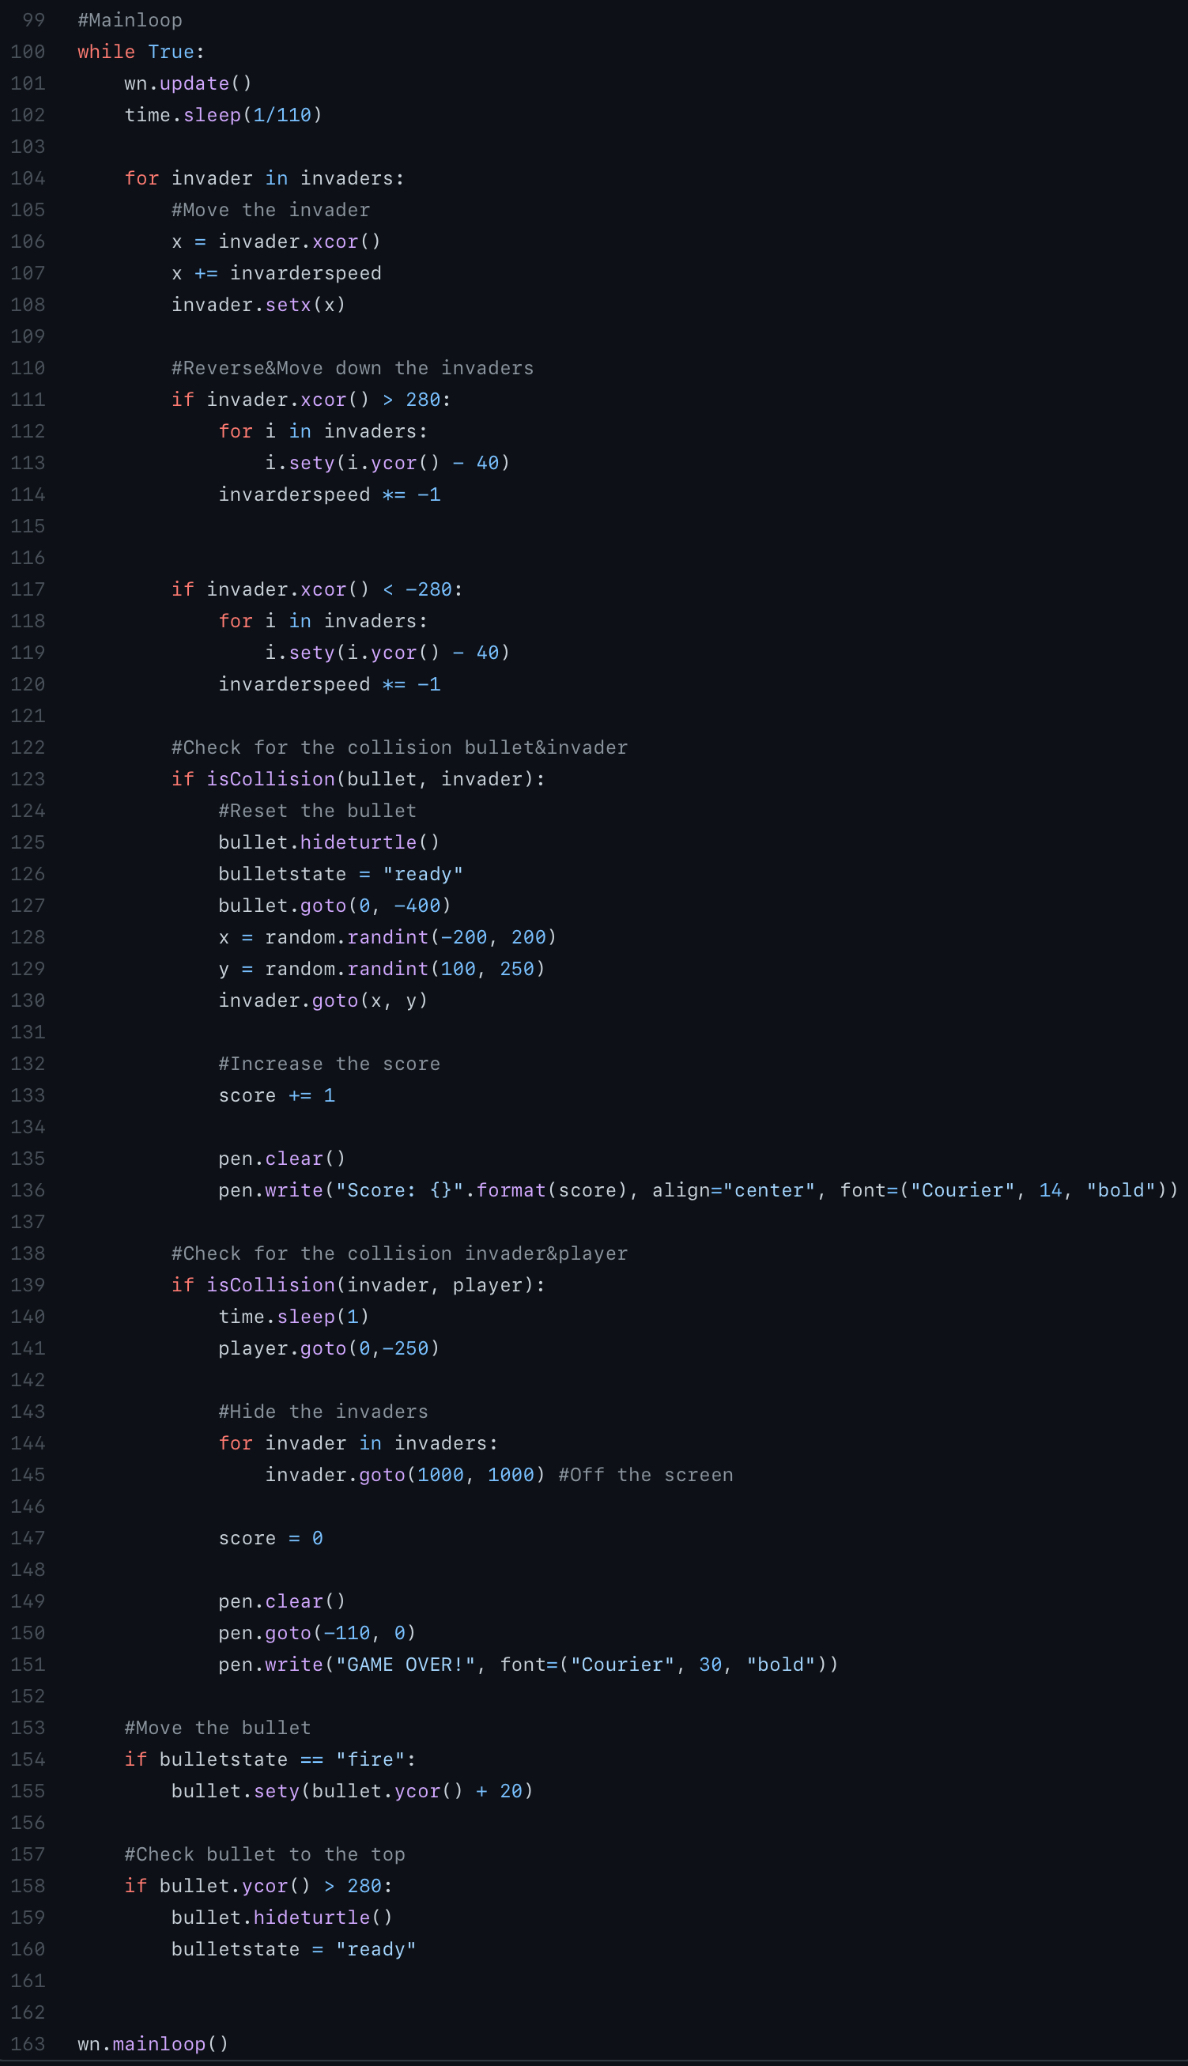 99 #Mainloop
100 while True:
101     wn.update()
102     time.sleep(1/110)
103
104     for invader in invaders:
105         #Move the invader
106         x = invader.xcor()
107         x += invarderspeed
108         invader.setx(x)
109
110         #Reverse&Move down the invaders
111         if invader.xcor() > 280:
112             for i in invaders:
113                 i.sety(i.ycor() - 40)
114             invarderspeed *= -1
115
116
117         if invader.xcor() < -280:
118             for i in invaders:
119                 i.sety(i.ycor() - 40)
120             invarderspeed *= -1
121
122         #Check for the collision bullet&invader
123         if isCollision(bullet, invader):
124             #Reset the bullet
125             bullet.hideturtle()
126             bulletstate = "ready"
127             bullet.goto(0, -400)
128             x = random.randint(-200, 200)
129             y = random.randint(100, 250)
130             invader.goto(x, y)
131
132             #Increase the score
133             score += 1
134
135             pen.clear()
136             pen.write("Score: {}".format(score), align="center", font=("Courier", 14, "bold"))
137
138         #Check for the collision invader&player
139         if isCollision(invader, player):
140             time.sleep(1)
141             player.goto(0,-250)
142
143             #Hide the invaders
144             for invader in invaders:
145                 invader.goto(1000, 1000) #Off the screen
146
147             score = 0
148
149             pen.clear()
150             pen.goto(-110, 0)
151             pen.write("GAME OVER!", font=("Courier", 30, "bold"))
152
153     #Move the bullet
154     if bulletstate == "fire":
155         bullet.sety(bullet.ycor() + 20)
156
157     #Check bullet to the top
158     if bullet.ycor() > 280:
159         bullet.hideturtle()
160         bulletstate = "ready"
161
162
163 wn.mainloop()